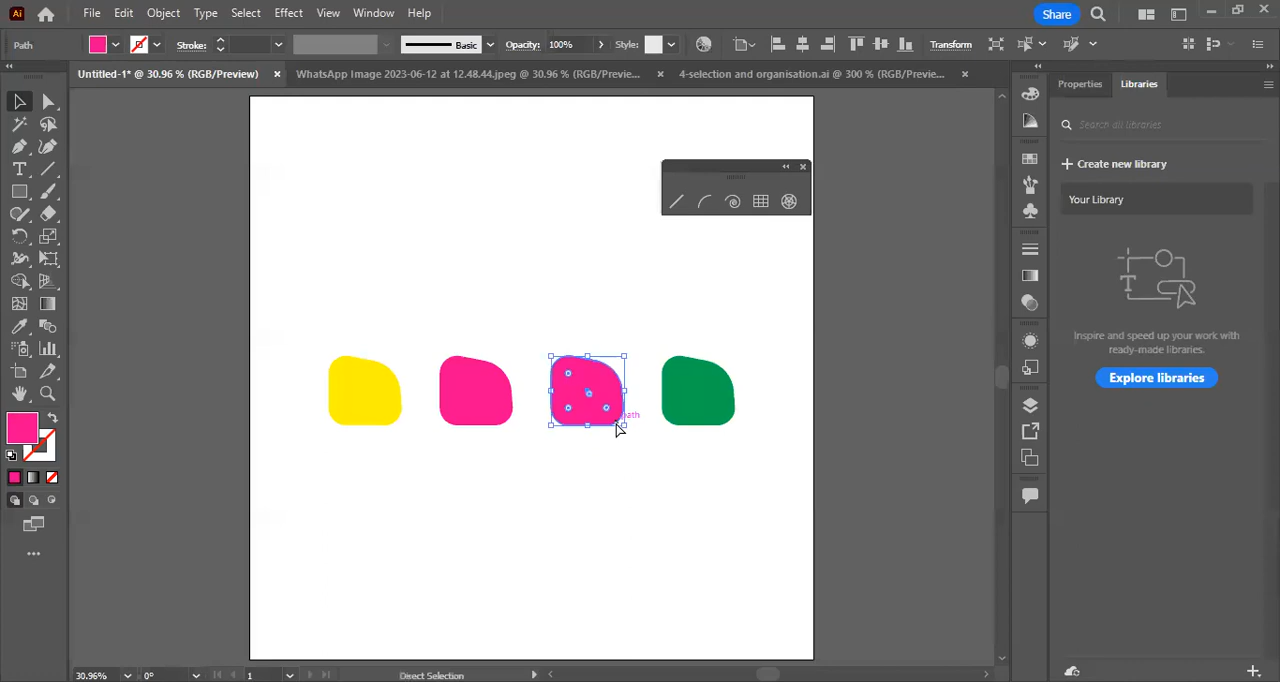 Ai File Edit Object Type Select Effect View Window Help Share
Path Stroke: Basic Opacity: 100% Style: Transform
Untitled-1* @ 30.96 % (RGB/Preview) × WhatsApp Image 2023-06-12 at 12.48.44.jpeg @ 30.96 % (RGB/Previe... × 4-selection and organisation.ai @ 300 % (RGB/Previe... ×
Properties Libraries
Search all libraries
+ Create new library
Your Library
Inspire and speed up your work with
ready-made libraries.
Explore libraries
path
30.96% 0° 1 Direct Selection